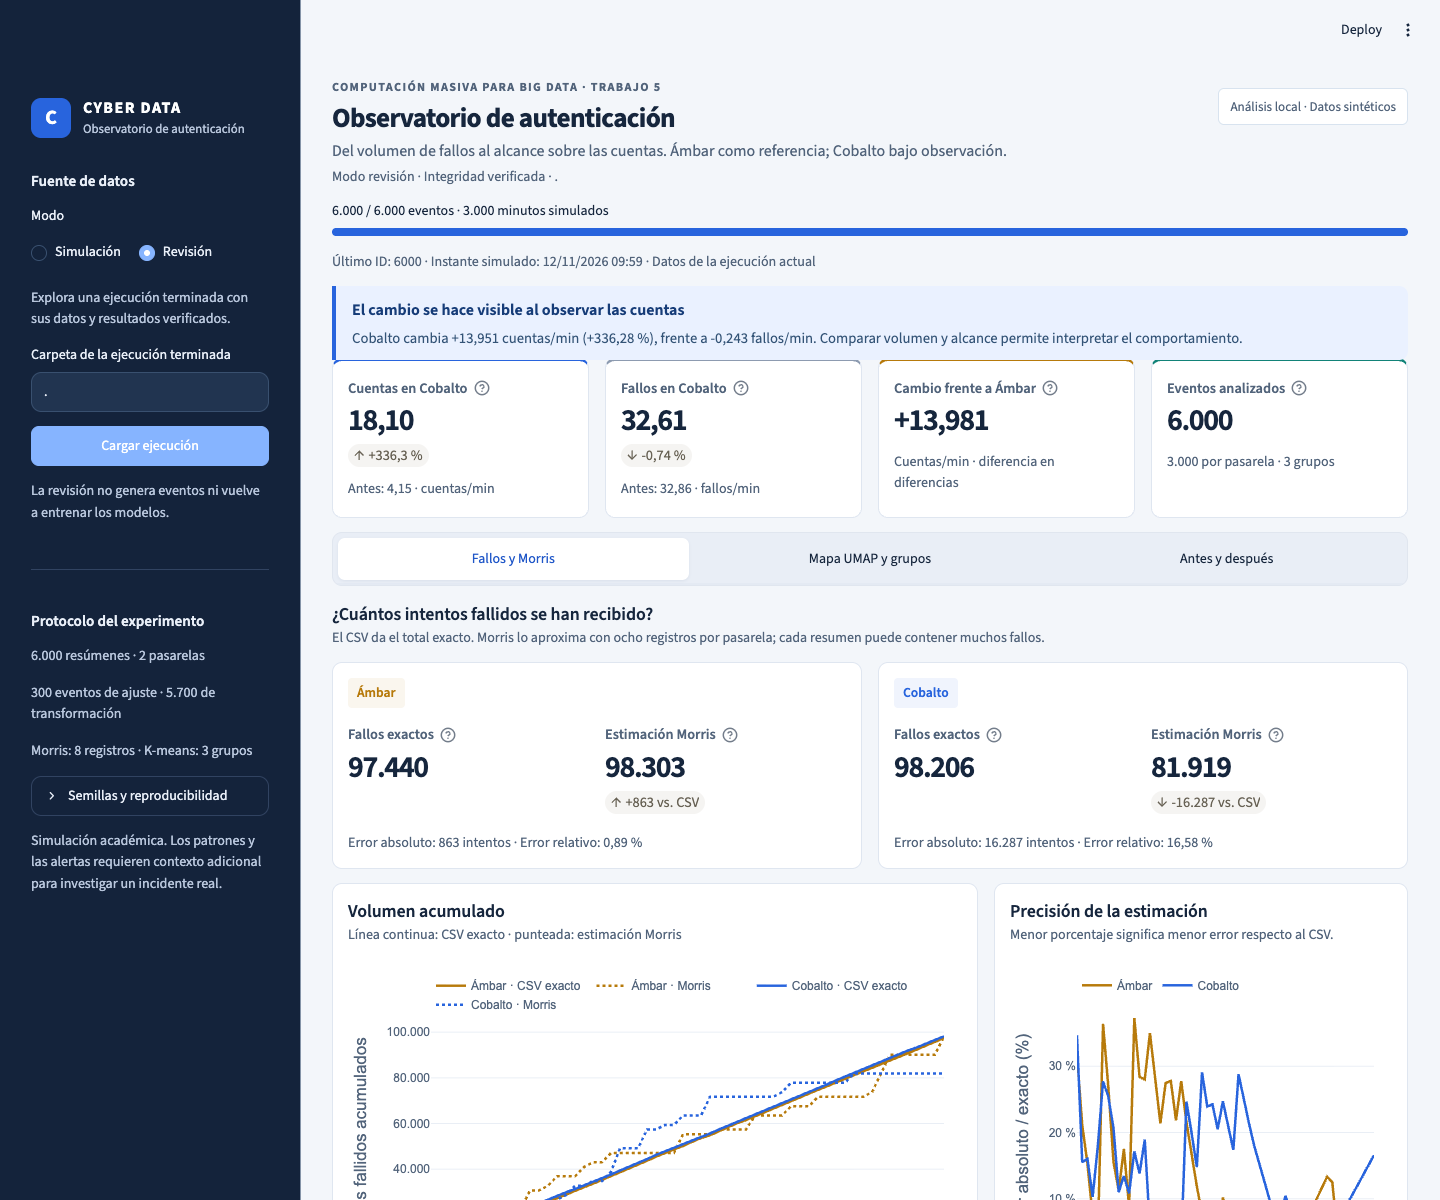 Deploy
C
CYBER DATA
Observatorio de autenticación
Fuente de datos
Modo
Simulación
Revisión
Explora una ejecución terminada con
sus datos y resultados verificados.
Carpeta de la ejecución terminada
.
Cargar ejecución
La revisión no genera eventos ni vuelve
a entrenar los modelos.
Protocolo del experimento
6.000 resúmenes · 2 pasarelas
300 eventos de ajuste · 5.700 de
transformación
Morris: 8 registros · K-means: 3 grupos
Semillas y reproducibilidad
Simulación académica. Los patrones y
las alertas requieren contexto adicional
para investigar un incidente real.
COMPUTACIÓN MASIVA PARA BIG DATA · TRABAJO 5
Observatorio de autenticación
Análisis local · Datos sintéticos
Del volumen de fallos al alcance sobre las cuentas. Ámbar como referencia; Cobalto bajo observación.
Modo revisión · Integridad verificada · .
6.000 / 6.000 eventos · 3.000 minutos simulados
Último ID: 6000 · Instante simulado: 12/11/2026 09:59 · Datos de la ejecución actual
El cambio se hace visible al observar las cuentas
Cobalto cambia +13,951 cuentas/min (+336,28 %), frente a -0,243 fallos/min. Comparar volumen y alcance permite interpretar el comportamiento.
Cuentas en Cobalto
18,10
↑ +336,3 %
Antes: 4,15 · cuentas/min
Fallos en Cobalto
32,61
↓ -0,74 %
Antes: 32,86 · fallos/min
Cambio frente a Ámbar
+13,981
Cuentas/min · diferencia en
diferencias
Eventos analizados
6.000
3.000 por pasarela · 3 grupos
Fallos y Morris
Mapa UMAP y grupos
Antes y después
¿Cuántos intentos fallidos se han recibido?
El CSV da el total exacto. Morris lo aproxima con ocho registros por pasarela; cada resumen puede contener muchos fallos.
Ámbar
Fallos exactos
97.440
Estimación Morris
98.303
↑ +863 vs. CSV
Error absoluto: 863 intentos · Error relativo: 0,89 %
Cobalto
Fallos exactos
98.206
Estimación Morris
81.919
↓ -16.287 vs. CSV
Error absoluto: 16.287 intentos · Error relativo: 16,58 %
Volumen acumulado
Línea continua: CSV exacto · punteada: estimación Morris
Ámbar · CSV exacto
Ámbar · Morris
Cobalto · CSV exacto
Cobalto · Morris
100.000
80.000
60.000
40.000
s fallidos acumulados
Precisión de la estimación
Menor porcentaje significa menor error respecto al CSV.
Ámbar
Cobalto
30 %
20 %
10 %
absoluto / exacto (%)